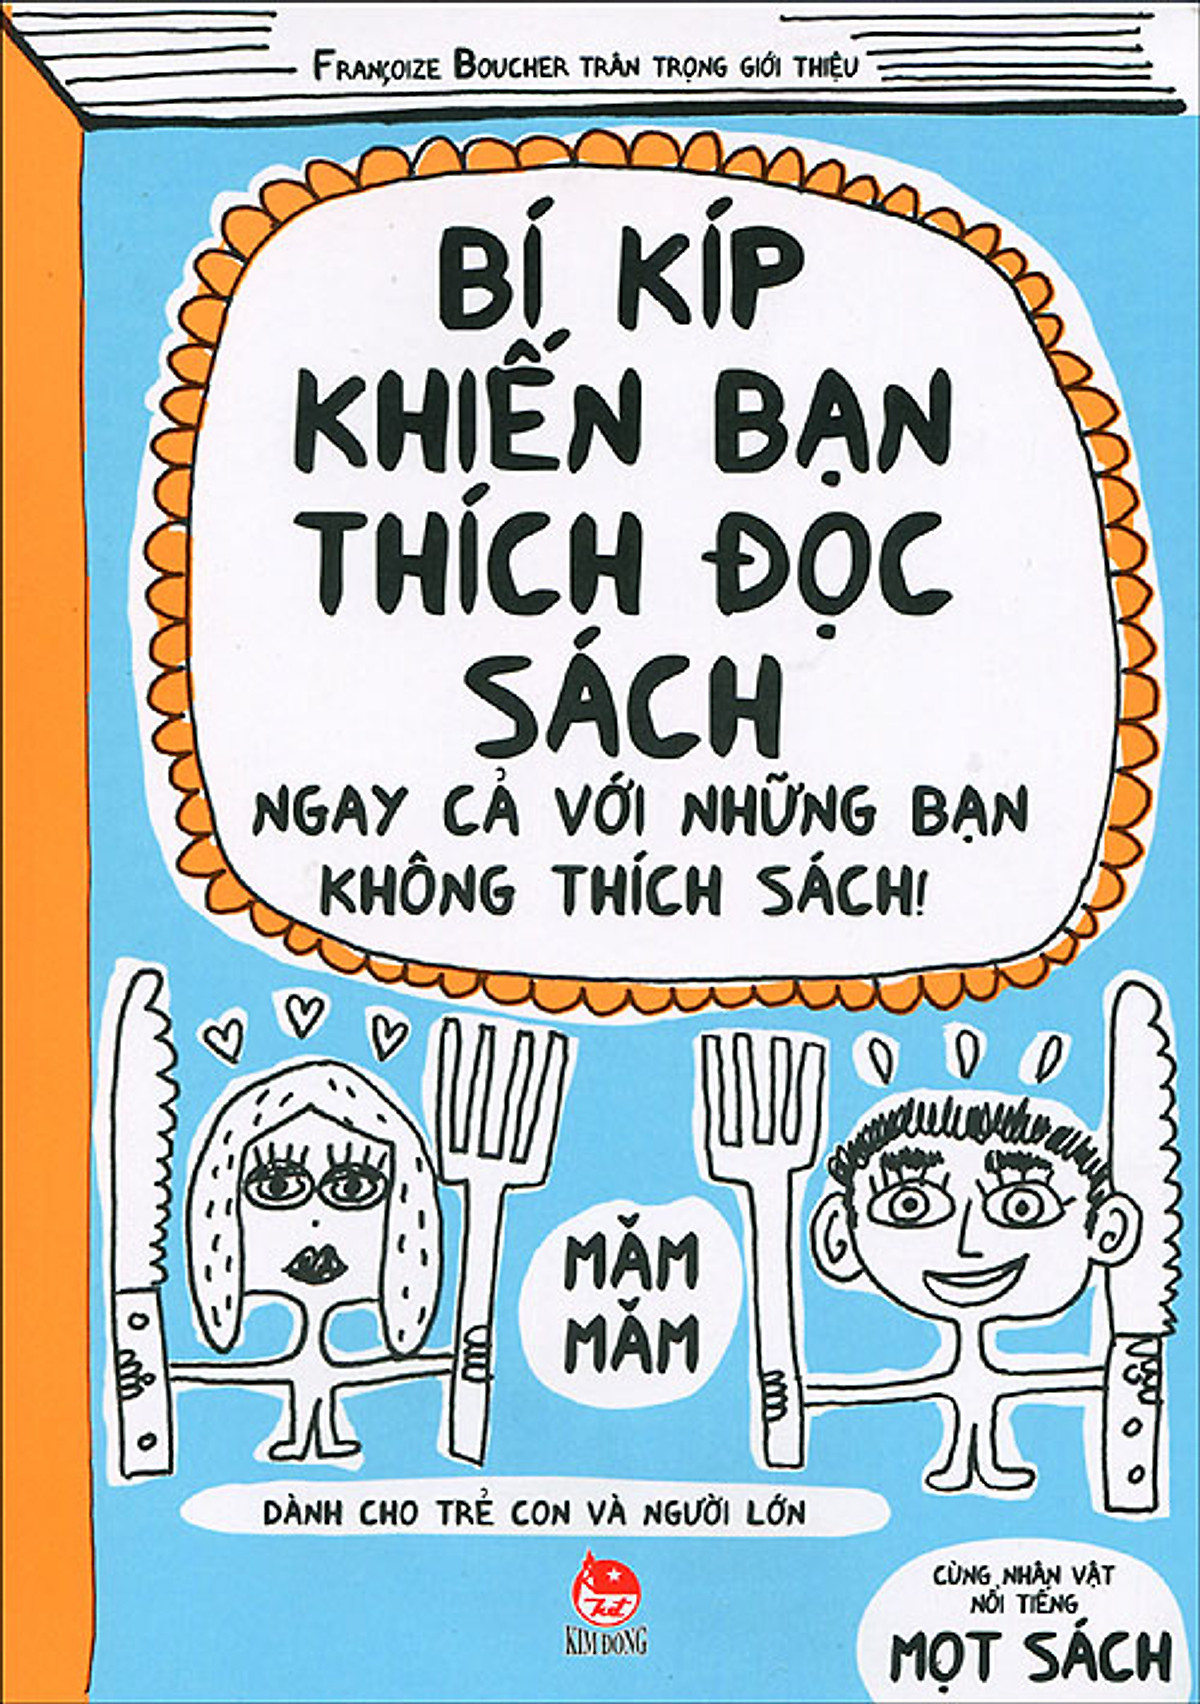 FRANÇOIZE BOUCHER TRÂN TRỌNG GIỚI THIỆU
BÍ KÍP
KHIẾN BẠN
THÍCH ĐỌC
SÁCH
NGAY CẢ VỚI NHỮNG BẠN
KHÔNG THÍCH SÁCH!
MĂM
MĂM
DÀNH CHO TRẺ CON VÀ NGƯỜI LỚN
KIM ĐỒNG
CÙNG NHÂN VẬT
NỔI TIẾNG
MỌT SÁCH